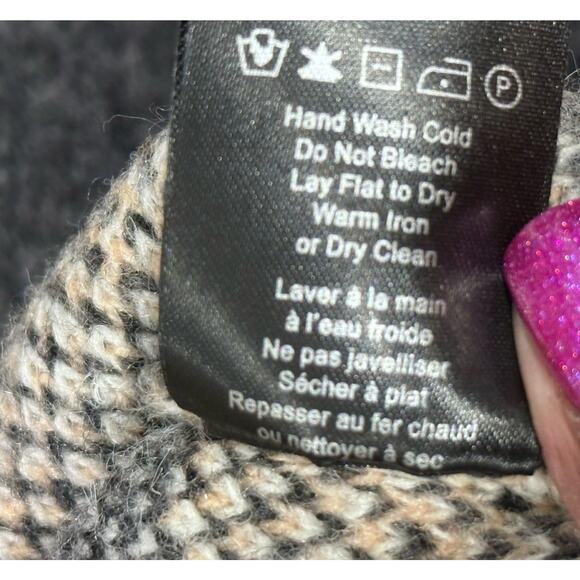 P
Hand Wash Cold
Do Not Bleach
Lay Flat to Dry
Warm Iron
or Dry Clean
Laver à la main
à l'eau froide
Ne pas javelliser
Sécher à plat
Repasser au fer chaud
ou nettoyer à sec